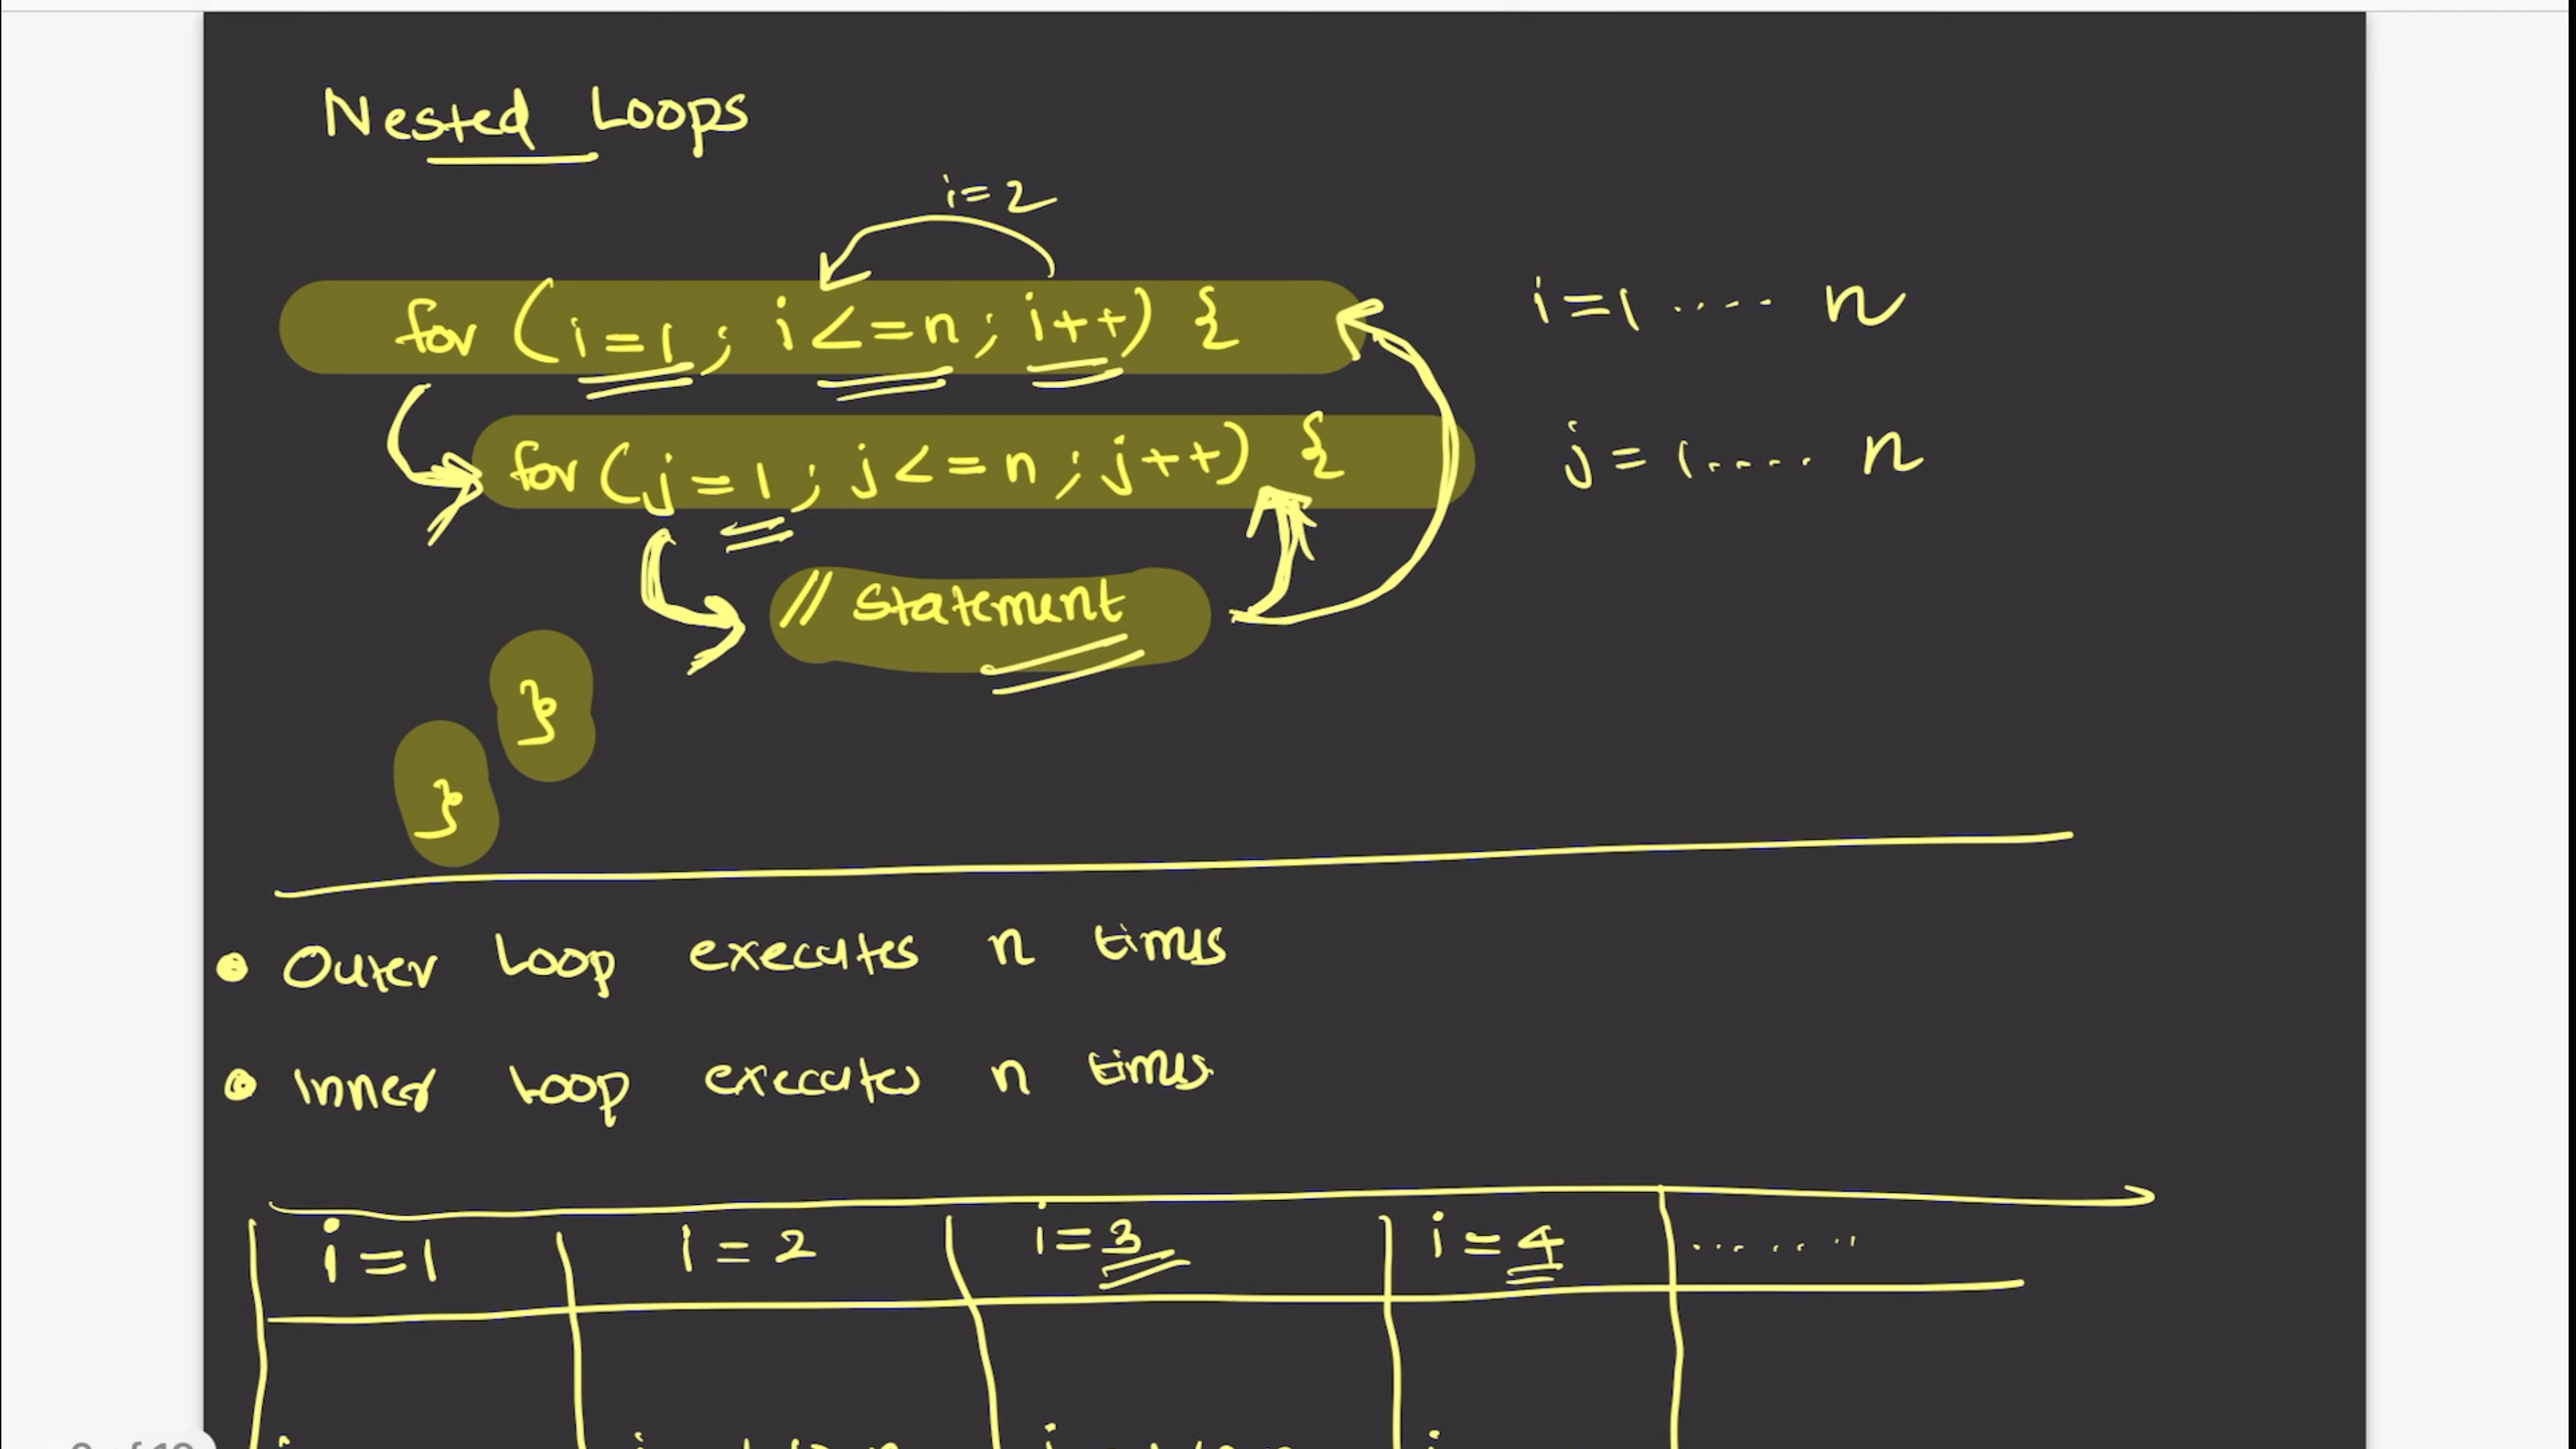 Nested Loops
i=2
for (i=1; i<=n; i++) {
i=1 ···· n
for (j=1; j<=n; j++) {
j=1···· n
// statement
}
}
• Outer Loop executes n times
• Inner Loop executes n times
i=1 i=2 i=3 i=4 ······